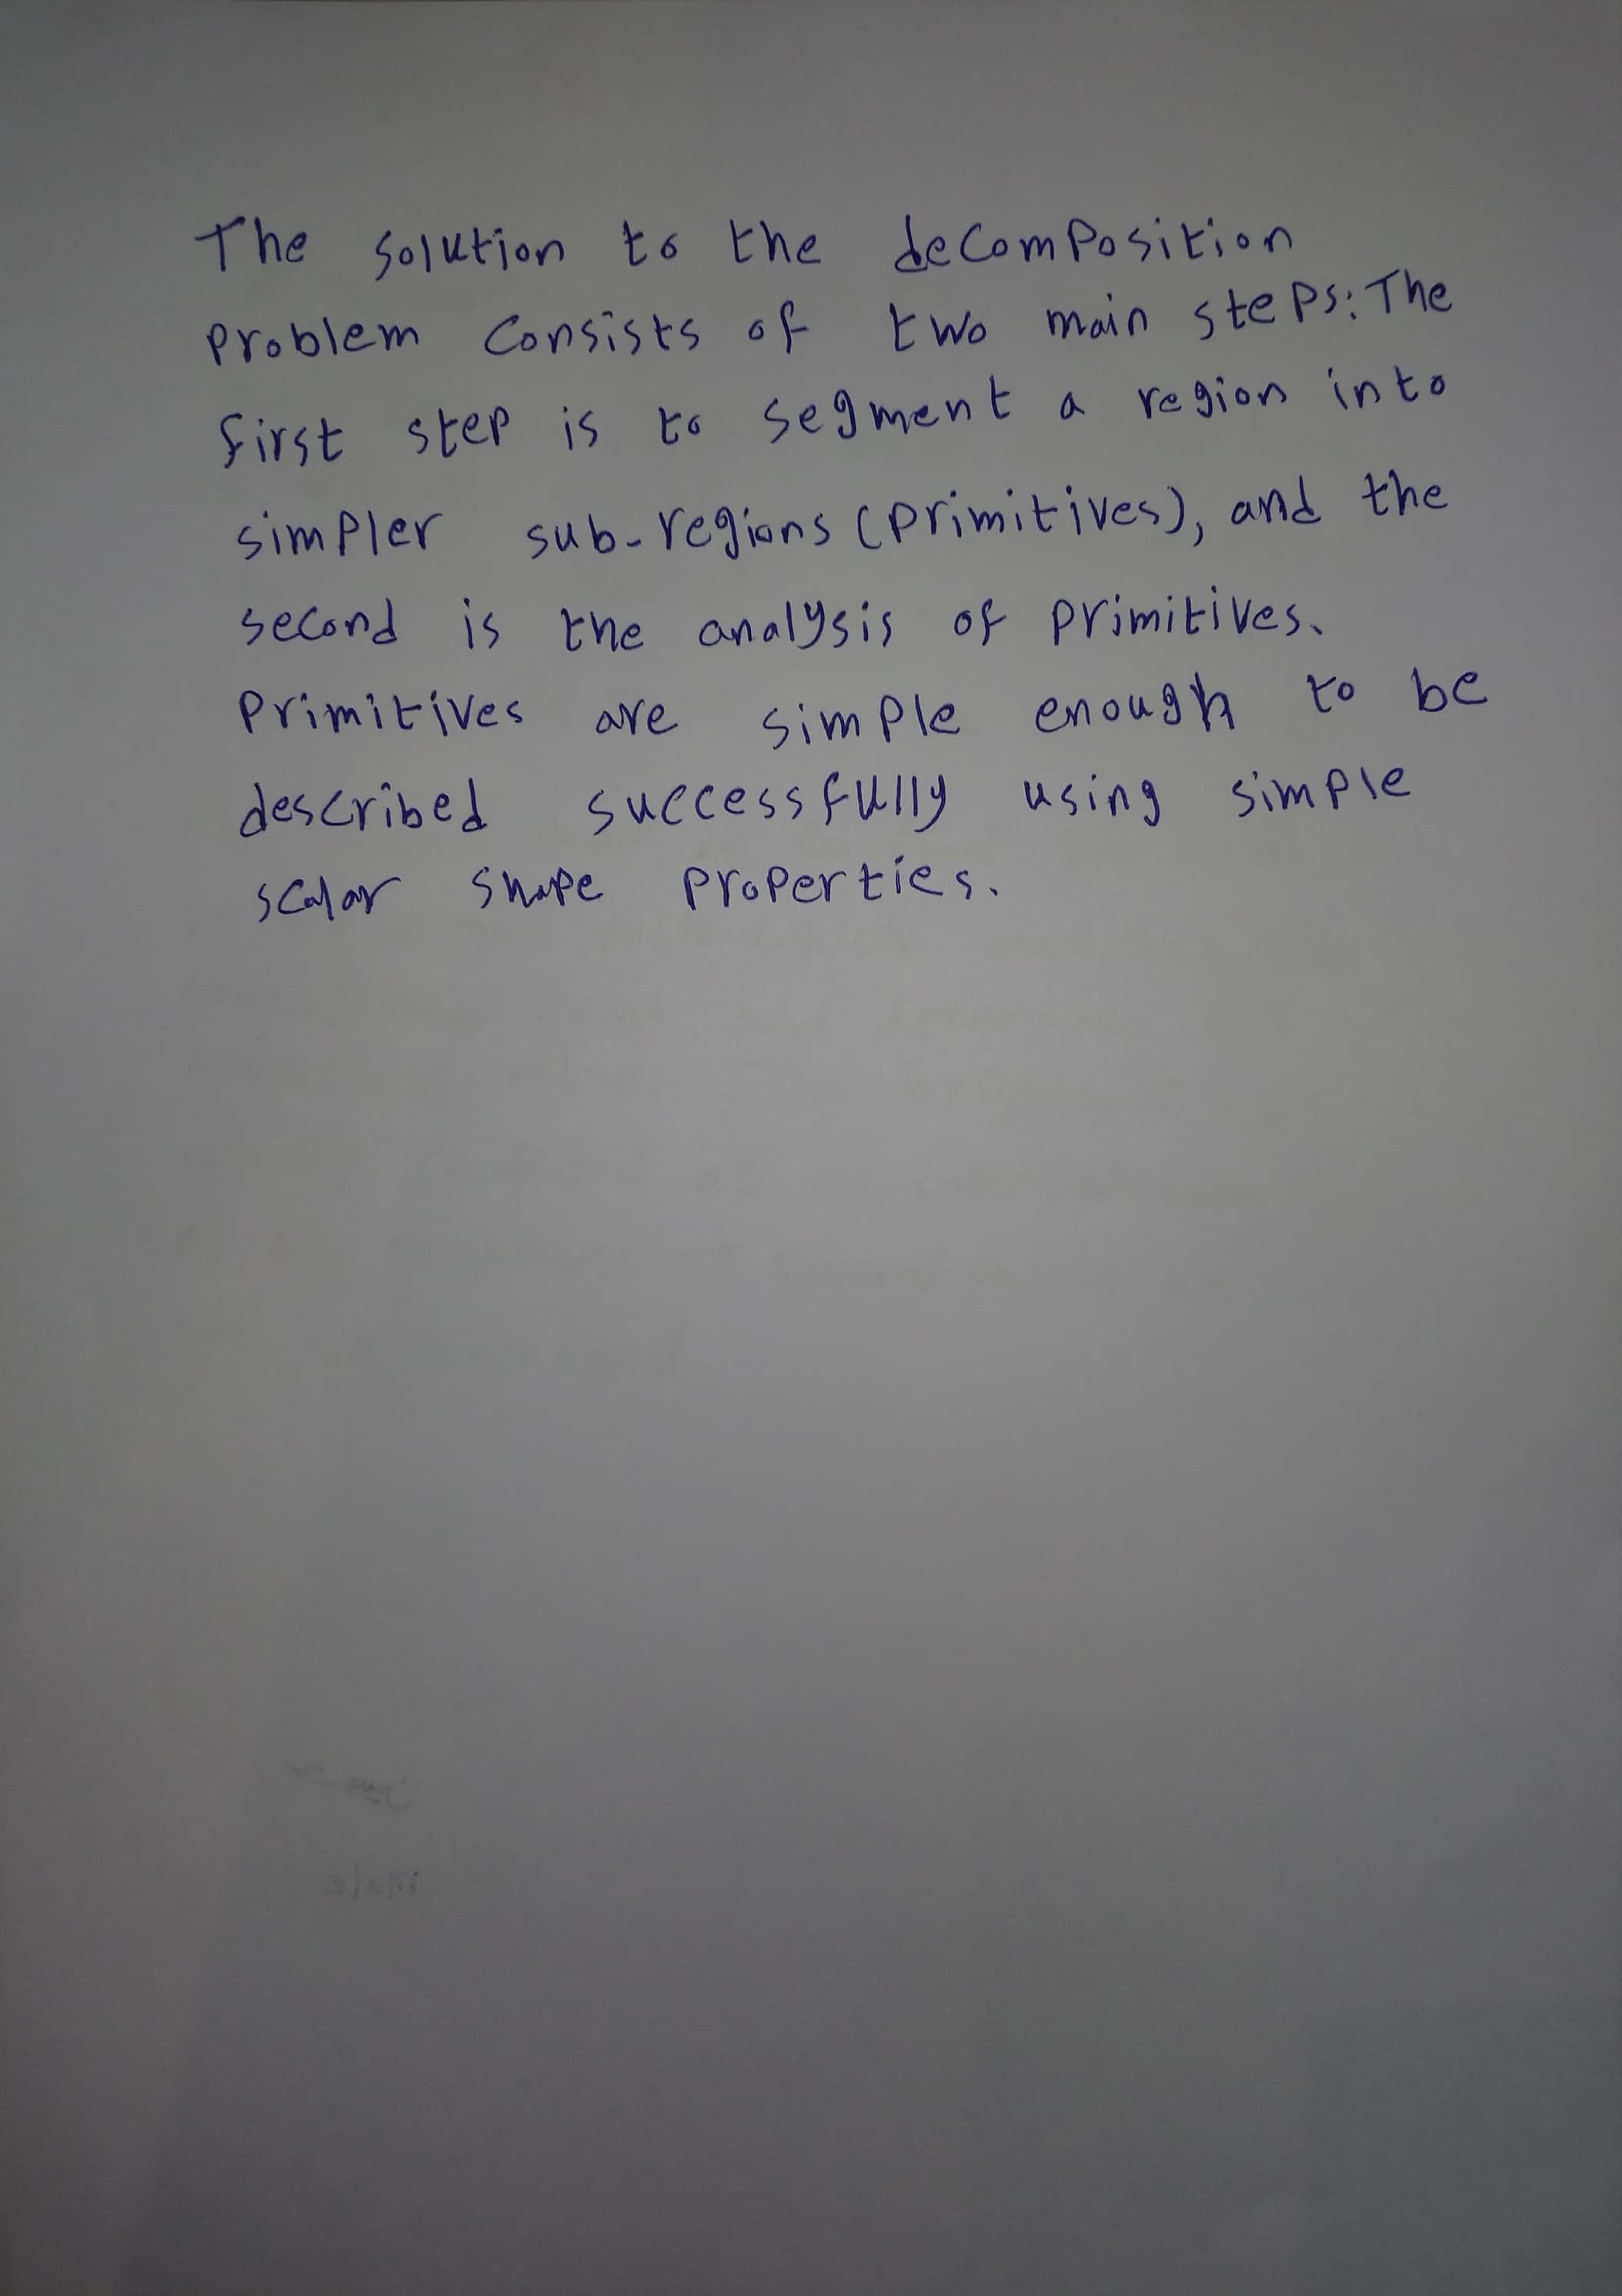 The solution to the decomposition
problem consists of two main steps: The
first step is to segment a region into
simpler sub-regions (primitives), and the
second is the analysis of primitives.
Primitives are simple enough to be
described successfully using simple
scalar shape properties.